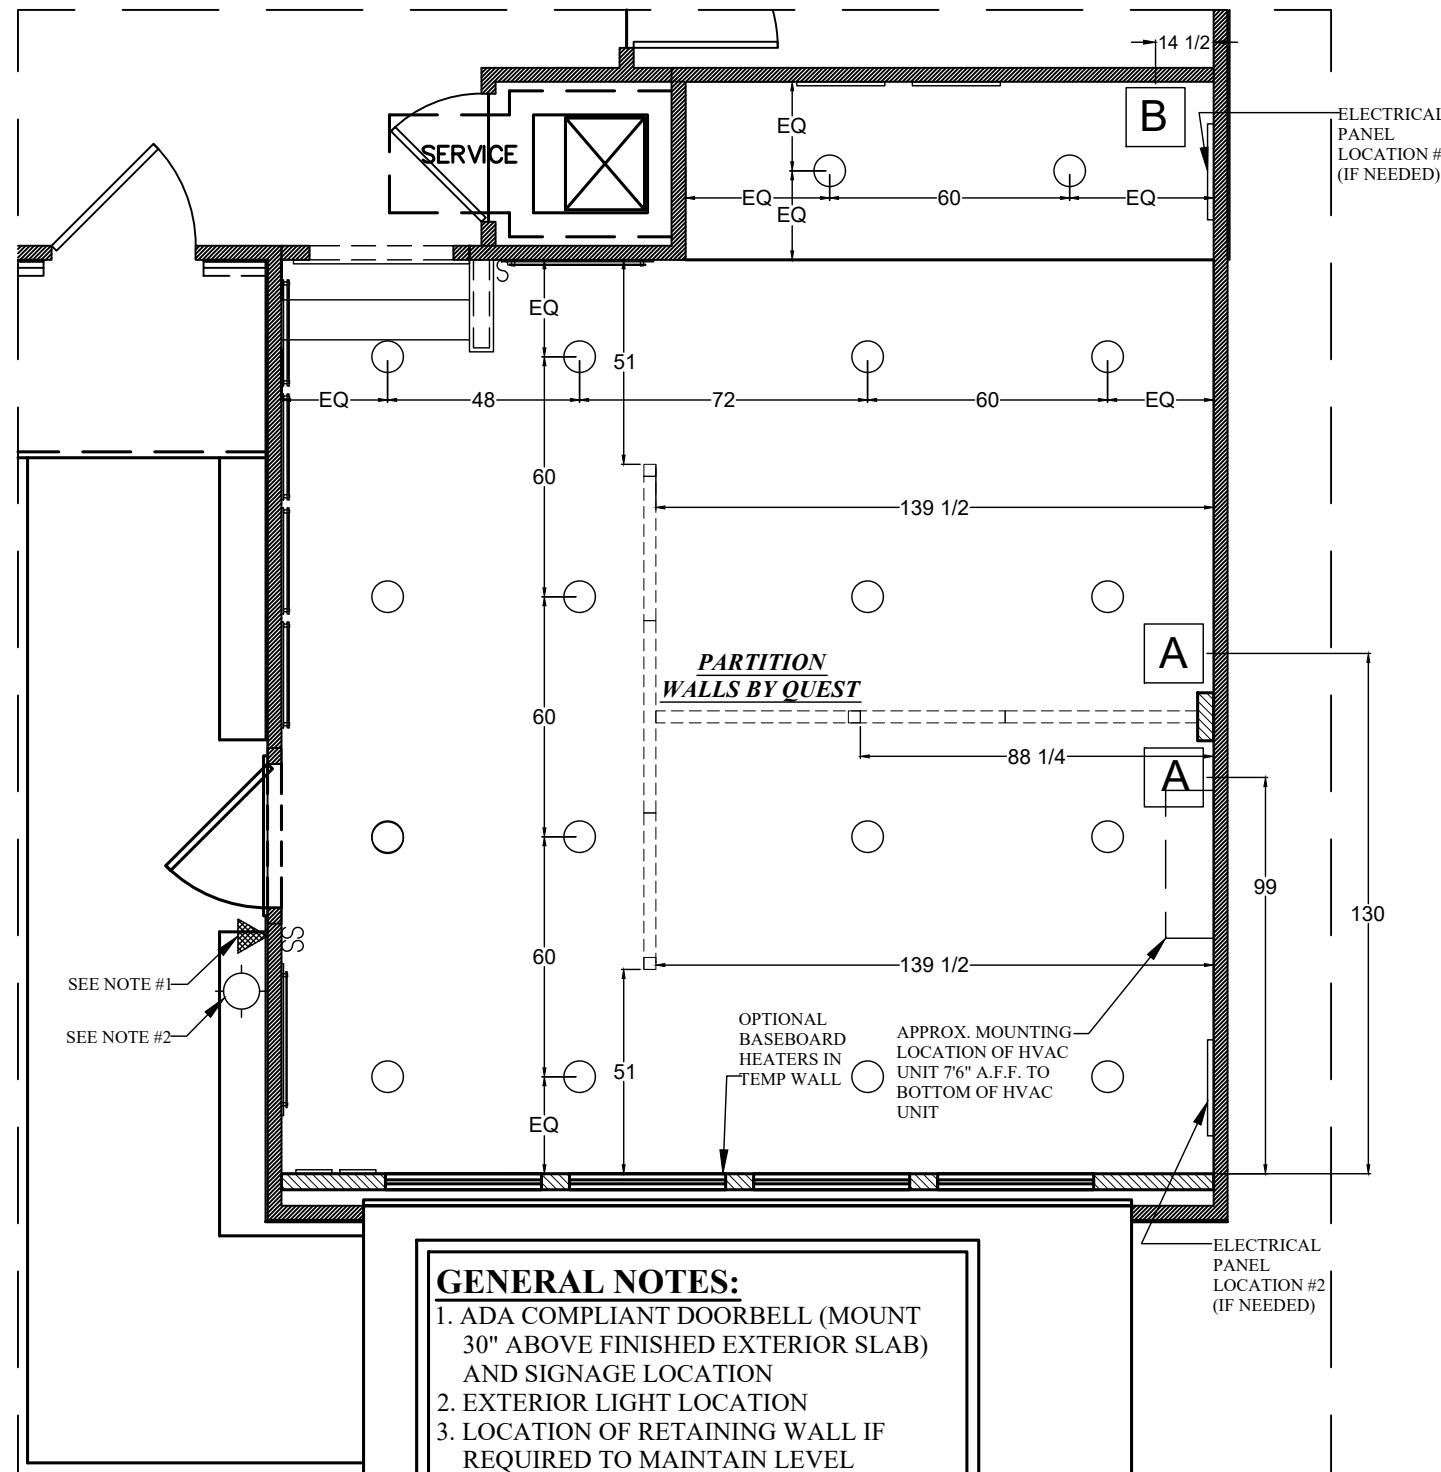 14 1/2
B
ELECTRICAL
PANEL
LOCATION #
(IF NEEDED)
EQ
SERVICE
EQ
60
EQ
EQ
S
EQ
51
EQ
48
72
60
EQ
60
139 1/2
A
PARTITION
WALLS BY QUEST
60
88 1/4
A
99
130
SS
60
139 1/2
SEE NOTE #1
SEE NOTE #2
OPTIONAL
BASEBOARD
HEATERS IN
TEMP WALL
APPROX. MOUNTING
LOCATION OF HVAC
UNIT 7'6" A.F.F. TO
BOTTOM OF HVAC
UNIT
51
EQ
ELECTRICAL
PANEL
LOCATION #2
(IF NEEDED)
GENERAL NOTES:
1. ADA COMPLIANT DOORBELL (MOUNT
30" ABOVE FINISHED EXTERIOR SLAB)
AND SIGNAGE LOCATION
2. EXTERIOR LIGHT LOCATION
3. LOCATION OF RETAINING WALL IF
REQUIRED TO MAINTAIN LEVEL